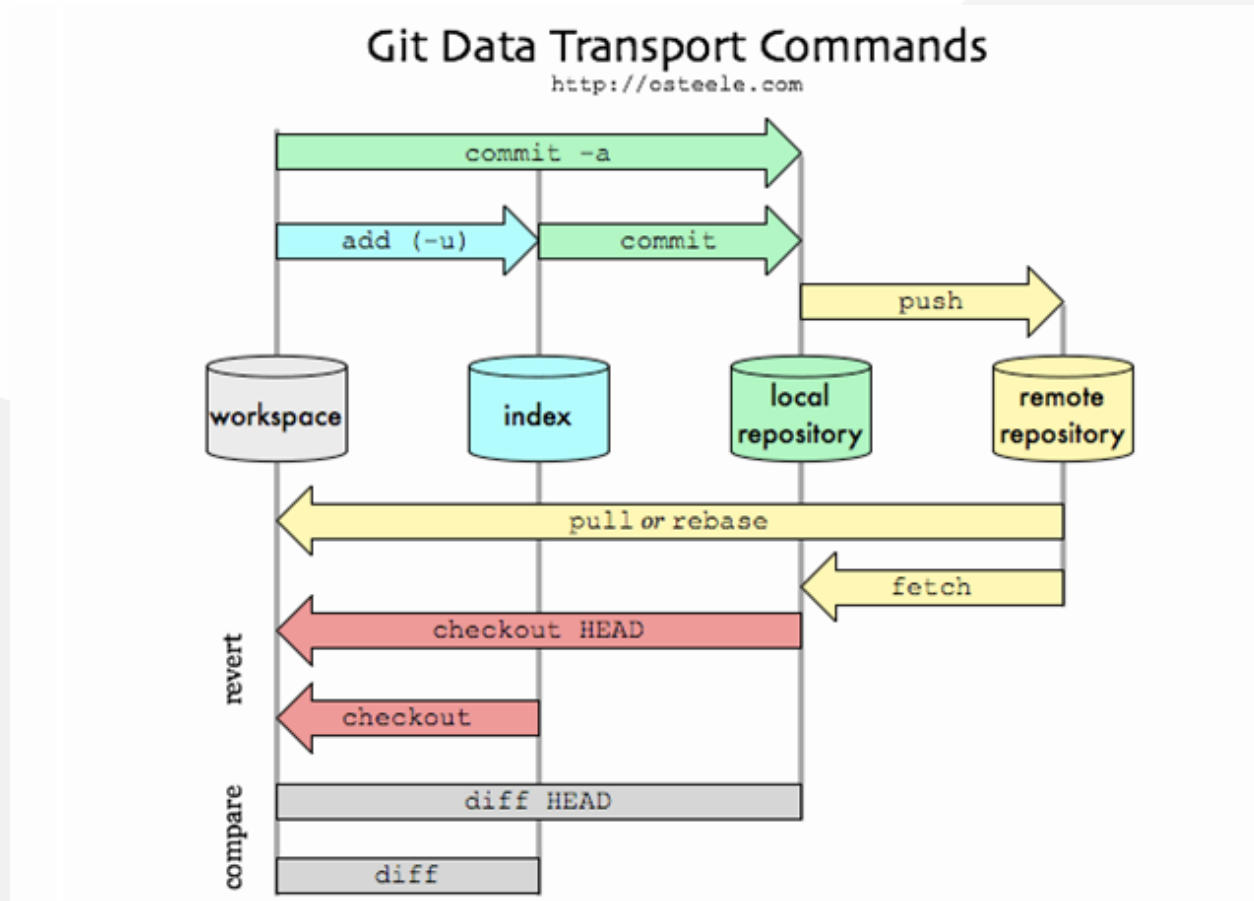 Git Data Transport Commands
http://osteele.com
commit -a
add (-u)
commit
push
workspace
index
local
repository
remote
repository
pull or rebase
fetch
revert
checkout HEAD
checkout
compare
diff HEAD
diff